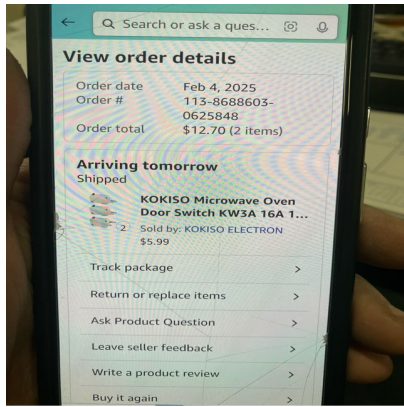 Search or ask a ques...
View order details
Order date Feb 4, 2025
Order # 113-8688603-
0625848
Order total $12.70 (2 items)
Arriving tomorrow
Shipped
KOKISO Microwave Oven
Door Switch KW3A 16A 1...
2 Sold by: KOKISO ELECTRON
$5.99
Track package
Return or replace items
Ask Product Question
Leave seller feedback
Write a product review
Buy it again